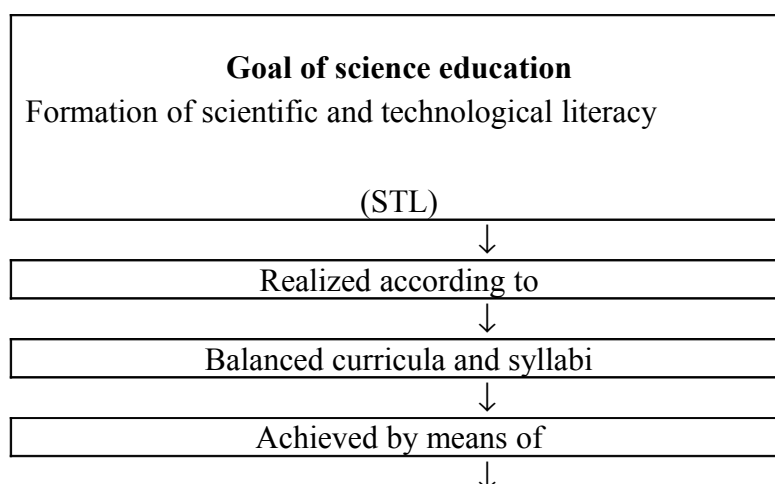 Goal of science education
Formation of scientific and technological literacy
(STL)
↓
Realized according to
↓
Balanced curricula and syllabi
↓
Achieved by means of
↓